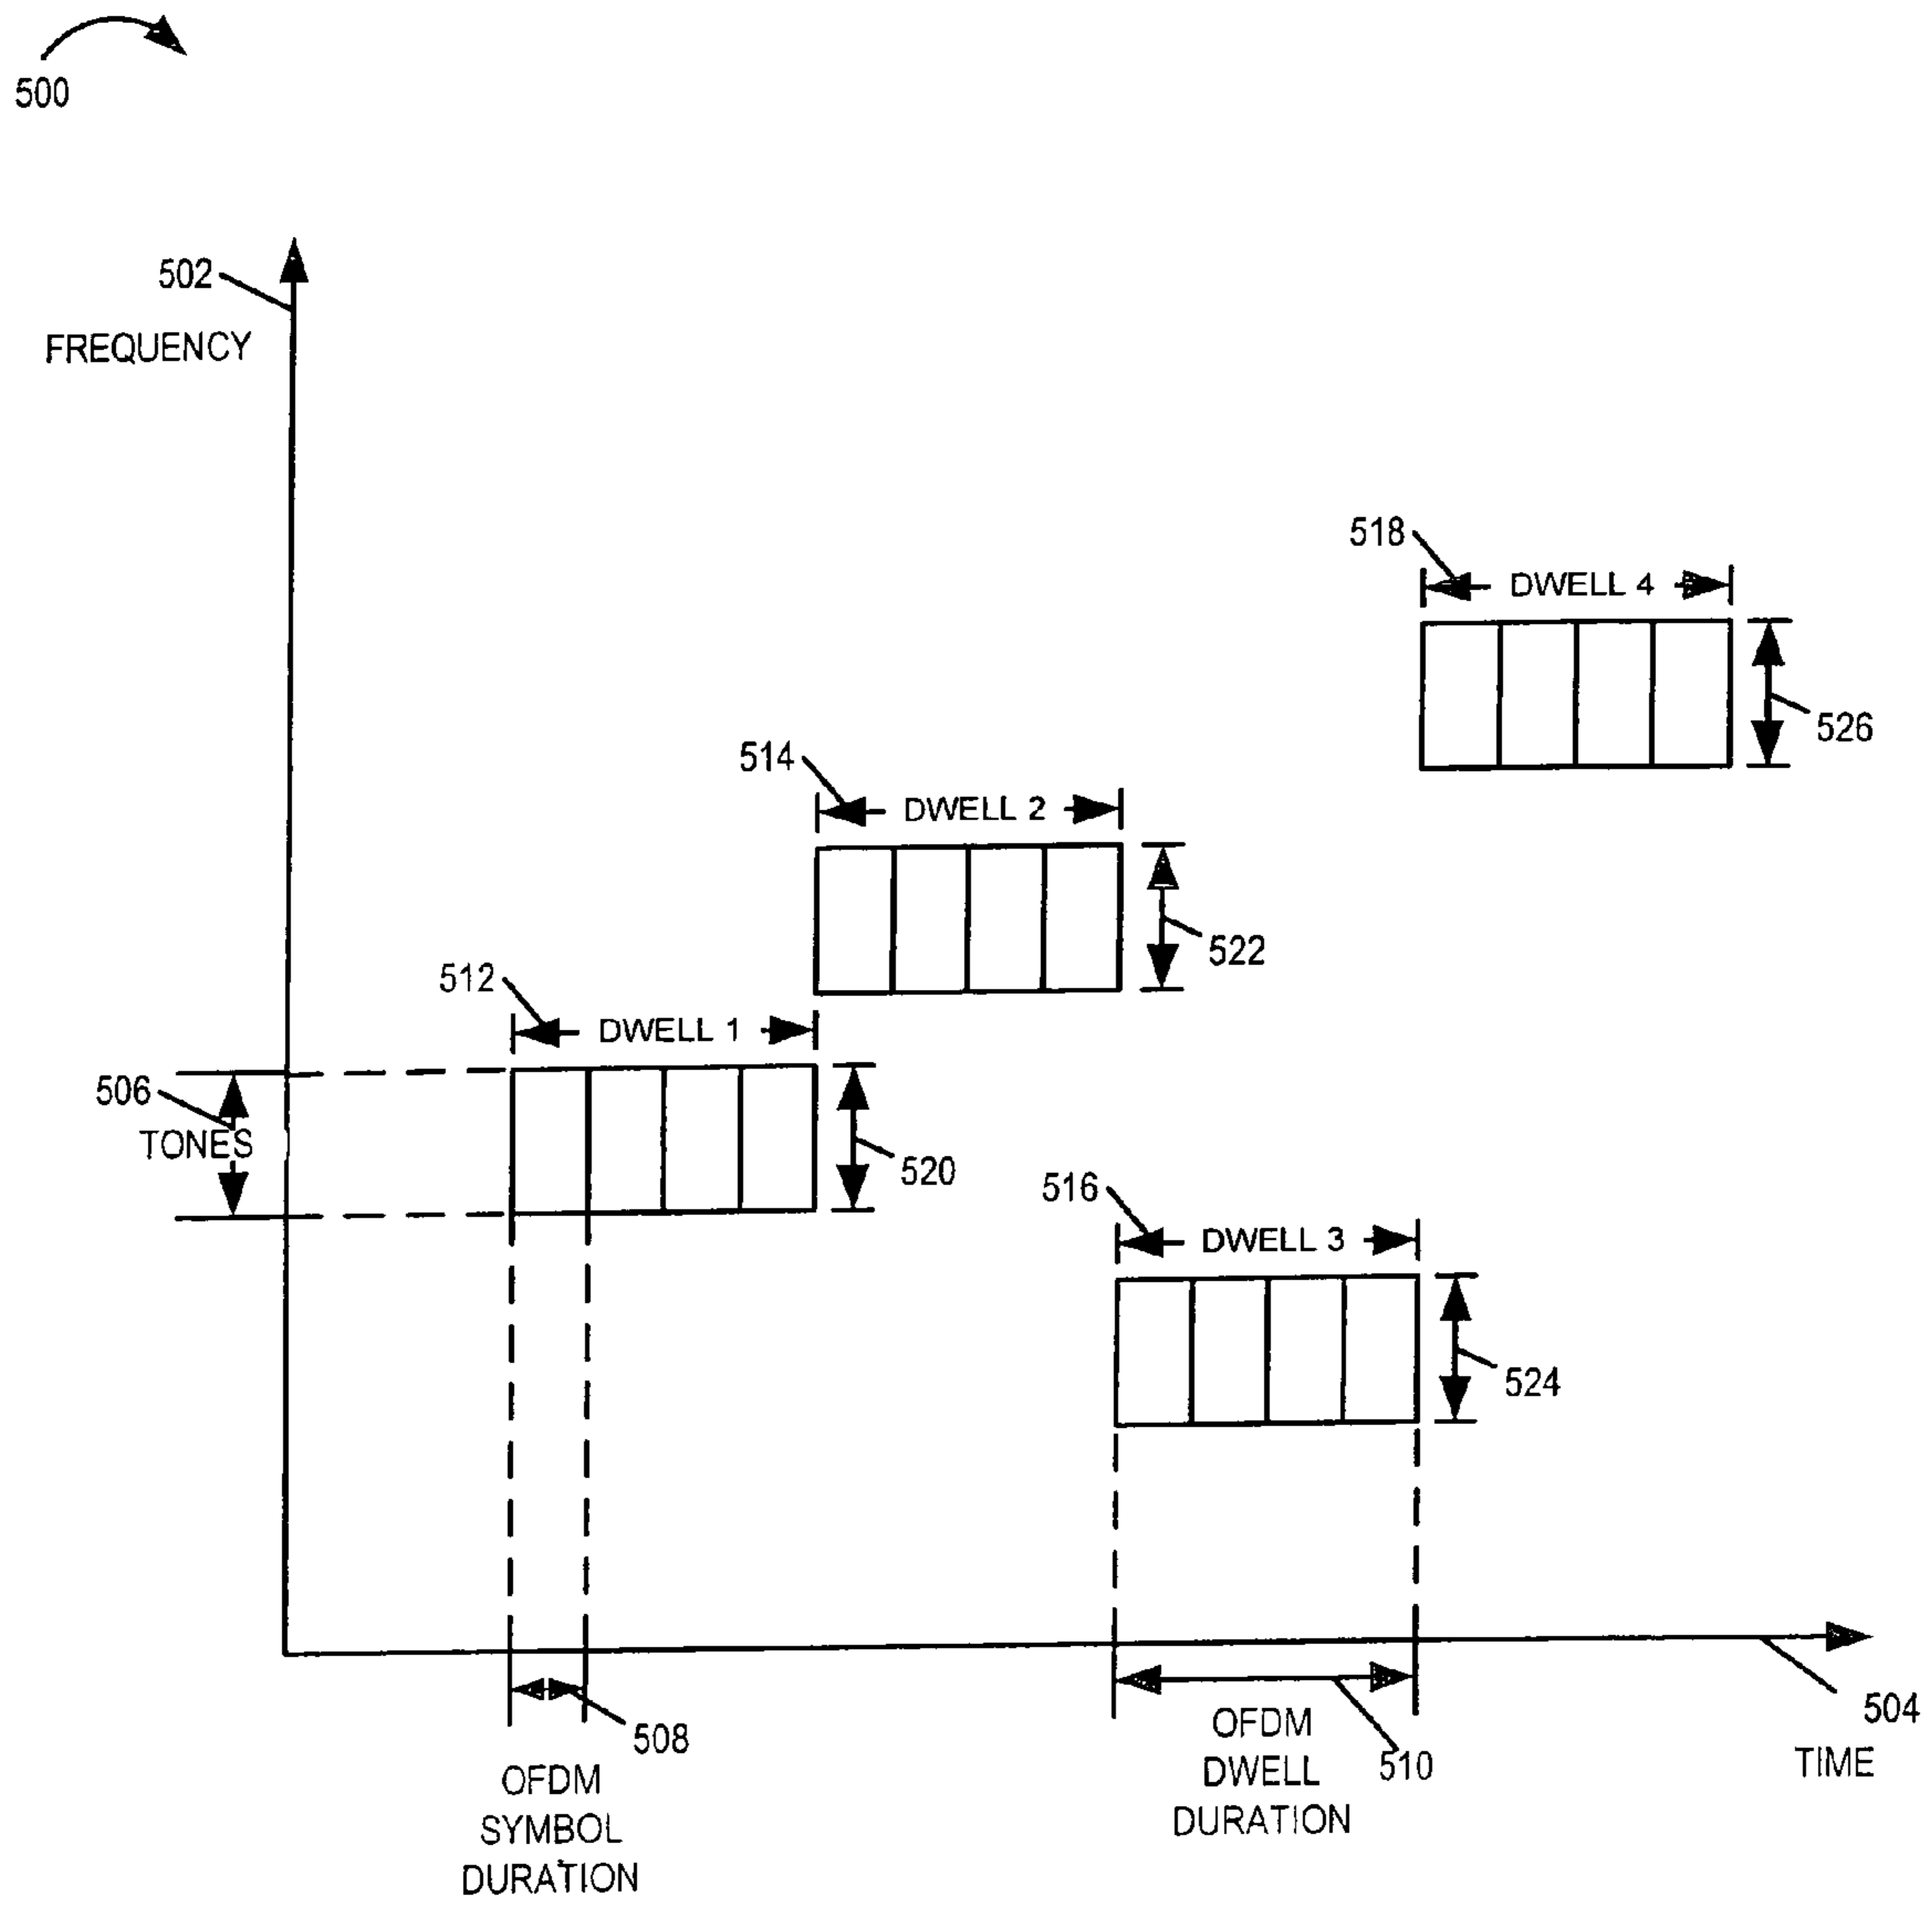 500
502
FREQUENCY
518
DWELL 4
526
514
DWELL 2
522
512
DWELL 1
506
TONES
520
516
DWELL 3
524
508
OFDM
SYMBOL
DURATION
OFDM
DWELL
DURATION
510
504
TIME